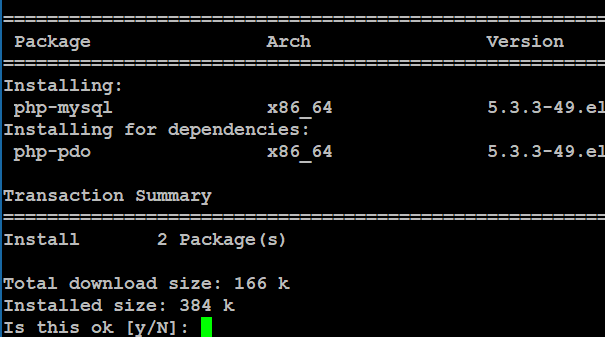 ================================================================
Package Arch Version
================================================================
Installing:
php-mysql x86_64 5.3.3-49.el
Installing for dependencies:
php-pdo x86_64 5.3.3-49.el
Transaction Summary
================================================================
Install 2 Package(s)
Total download size: 166 k
Installed size: 384 k
Is this ok [y/N]: